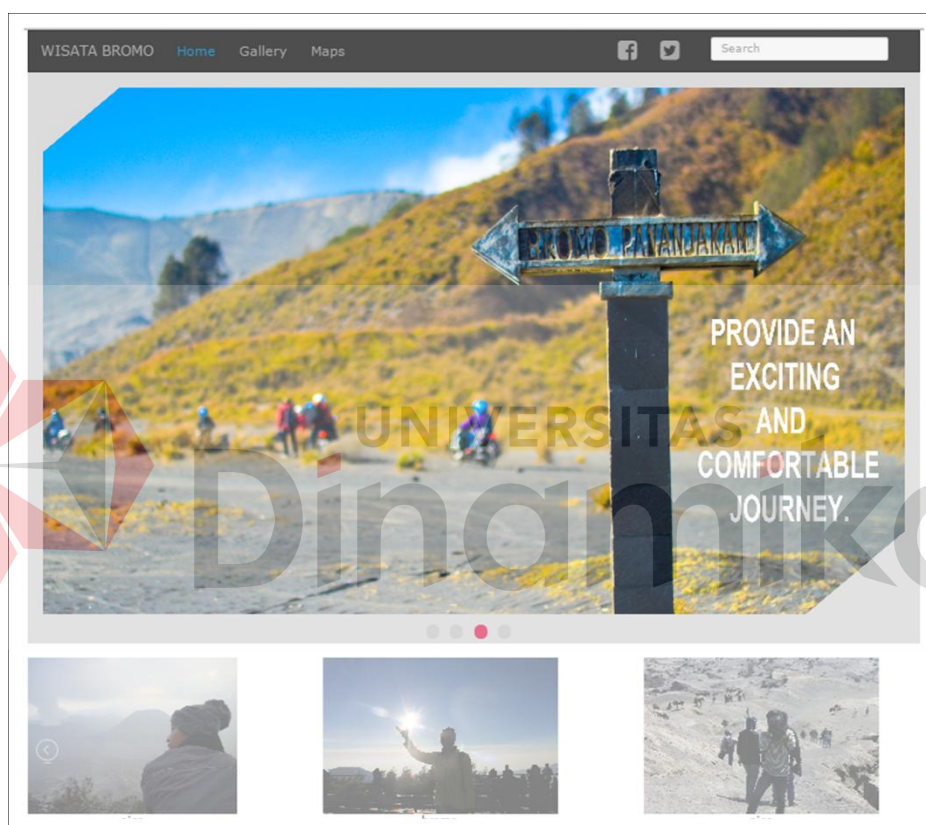 WISATA BROMO Home Gallery Maps Search
BROMO PANANJAKAN
PROVIDE AN
EXCITING
AND
COMFORTABLE
JOURNEY.
UNIVERSITAS
Dinamika